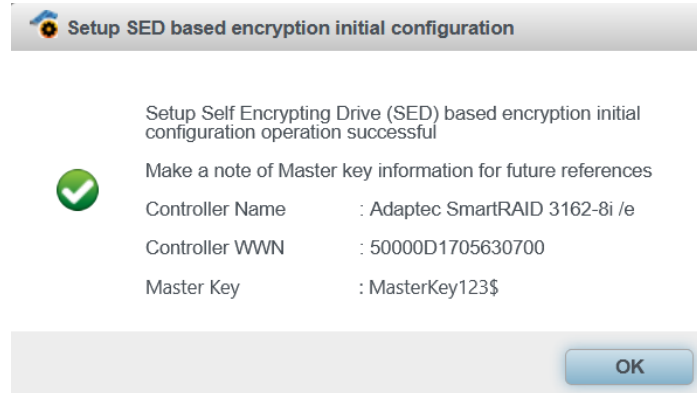 Setup SED based encryption initial configuration
Setup Self Encrypting Drive (SED) based encryption initial
configuration operation successful
Make a note of Master key information for future references
Controller Name : Adaptec SmartRAID 3162-8i /e
Controller WWN : 50000D1705630700
Master Key : MasterKey123$
OK